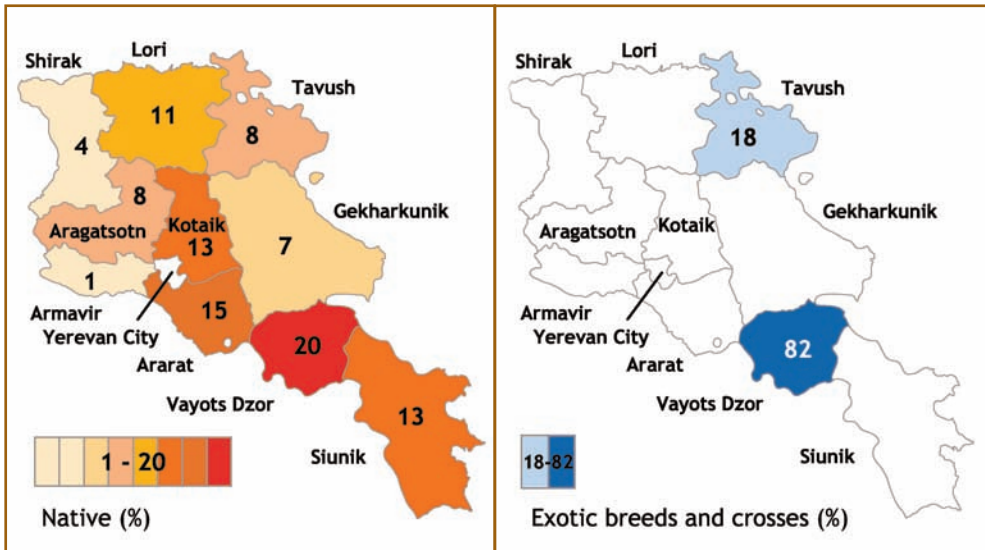 Lori
Shirak
Tavush
11
4
8
8
Gekharkunik
Kotaik
Aragatsotn
13
7
1
Armavir
15
Yerevan City
20
Ararat
Vayots Dzor
13
Siunik
1 - 20
Native (%)
Lori
Shirak
Tavush
18
Gekharkunik
Kotaik
Aragatsotn
Armavir
Yerevan City
82
Ararat
Vayots Dzor
Siunik
18-82
Exotic breeds and crosses (%)